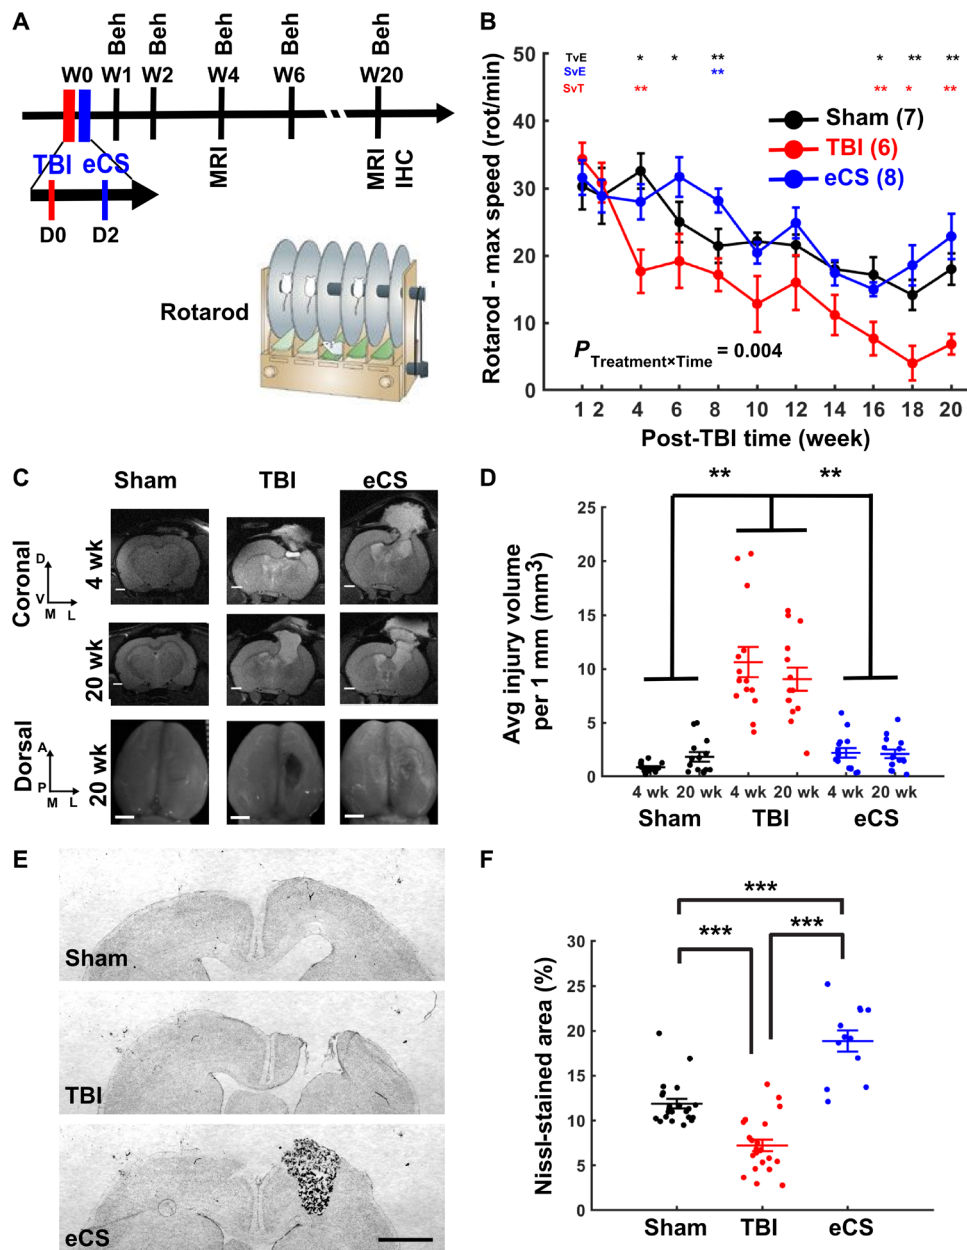 A
Beh
Beh
Beh
Beh
Beh
W0 W1 W2 W4 W6 W20
TBI eCS
MRI
MRI
IHC
D0 D2
Rotarod
B
Rotarod - max speed (rot/min)
50
40
30
20
10
0
TvE * * ** * ** **
SvE **
SvT ** ** * **
Sham (7)
TBI (6)
eCS (8)
P Treatment×Time = 0.004
1 2 4 6 8 10 12 14 16 18 20
Post-TBI time (week)
C
Sham TBI eCS
Coronal
4 wk
D
V
M L
20 wk
Dorsal
20 wk
A
P
M L
D
** **
Avg injury volume
per 1 mm (mm³)
25
20
15
10
5
0
4 wk 20 wk 4 wk 20 wk 4 wk 20 wk
Sham TBI eCS
E
Sham
TBI
eCS
F
***
*** ***
Nissl-stained area (%)
30
25
20
15
10
5
0
Sham TBI eCS